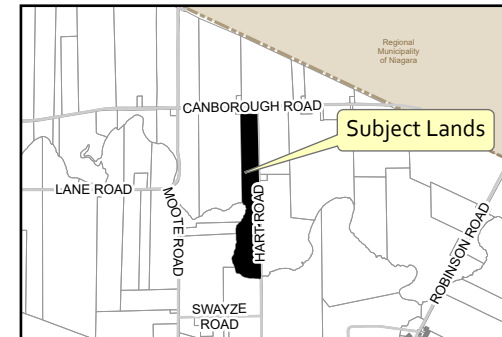 Regional
Municipality
of Niagara
CANBOROUGH ROAD
Subject Lands
LANE ROAD
MOOTE ROAD
HART ROAD
ROBINSON ROAD
SWAYZE
ROAD